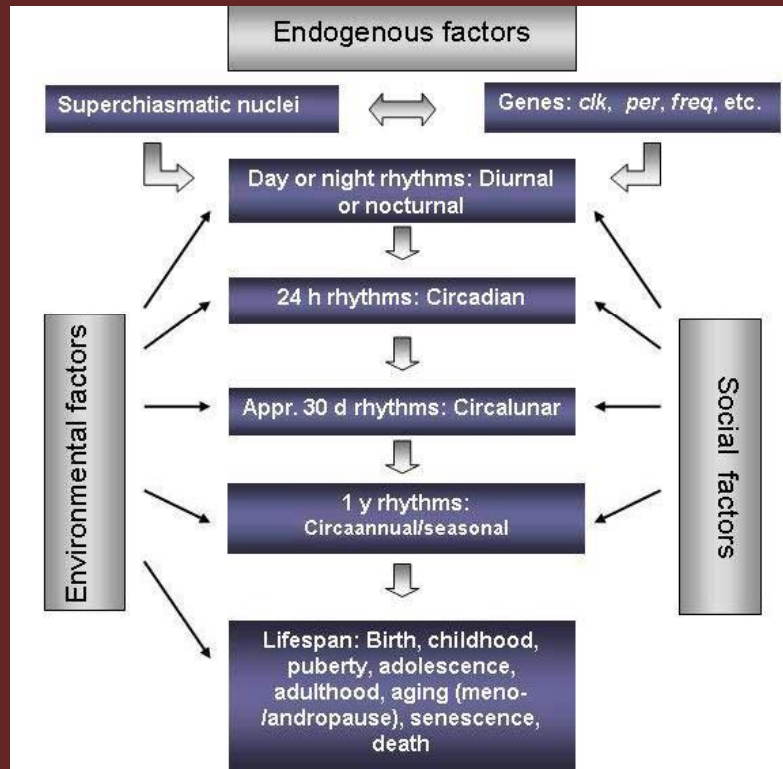 Endogenous factors
Superchiasmatic nuclei
Genes: clk, per, freq, etc.
Day or night rhythms: Diurnal
or nocturnal
24 h rhythms: Circadian
Appr. 30 d rhythms: Circalunar
1 y rhythms:
Circaannual/seasonal
Lifespan: Birth, childhood,
puberty, adolescence,
adulthood, aging (meno-
/andropause), senescence,
death
Environmental factors
Social factors